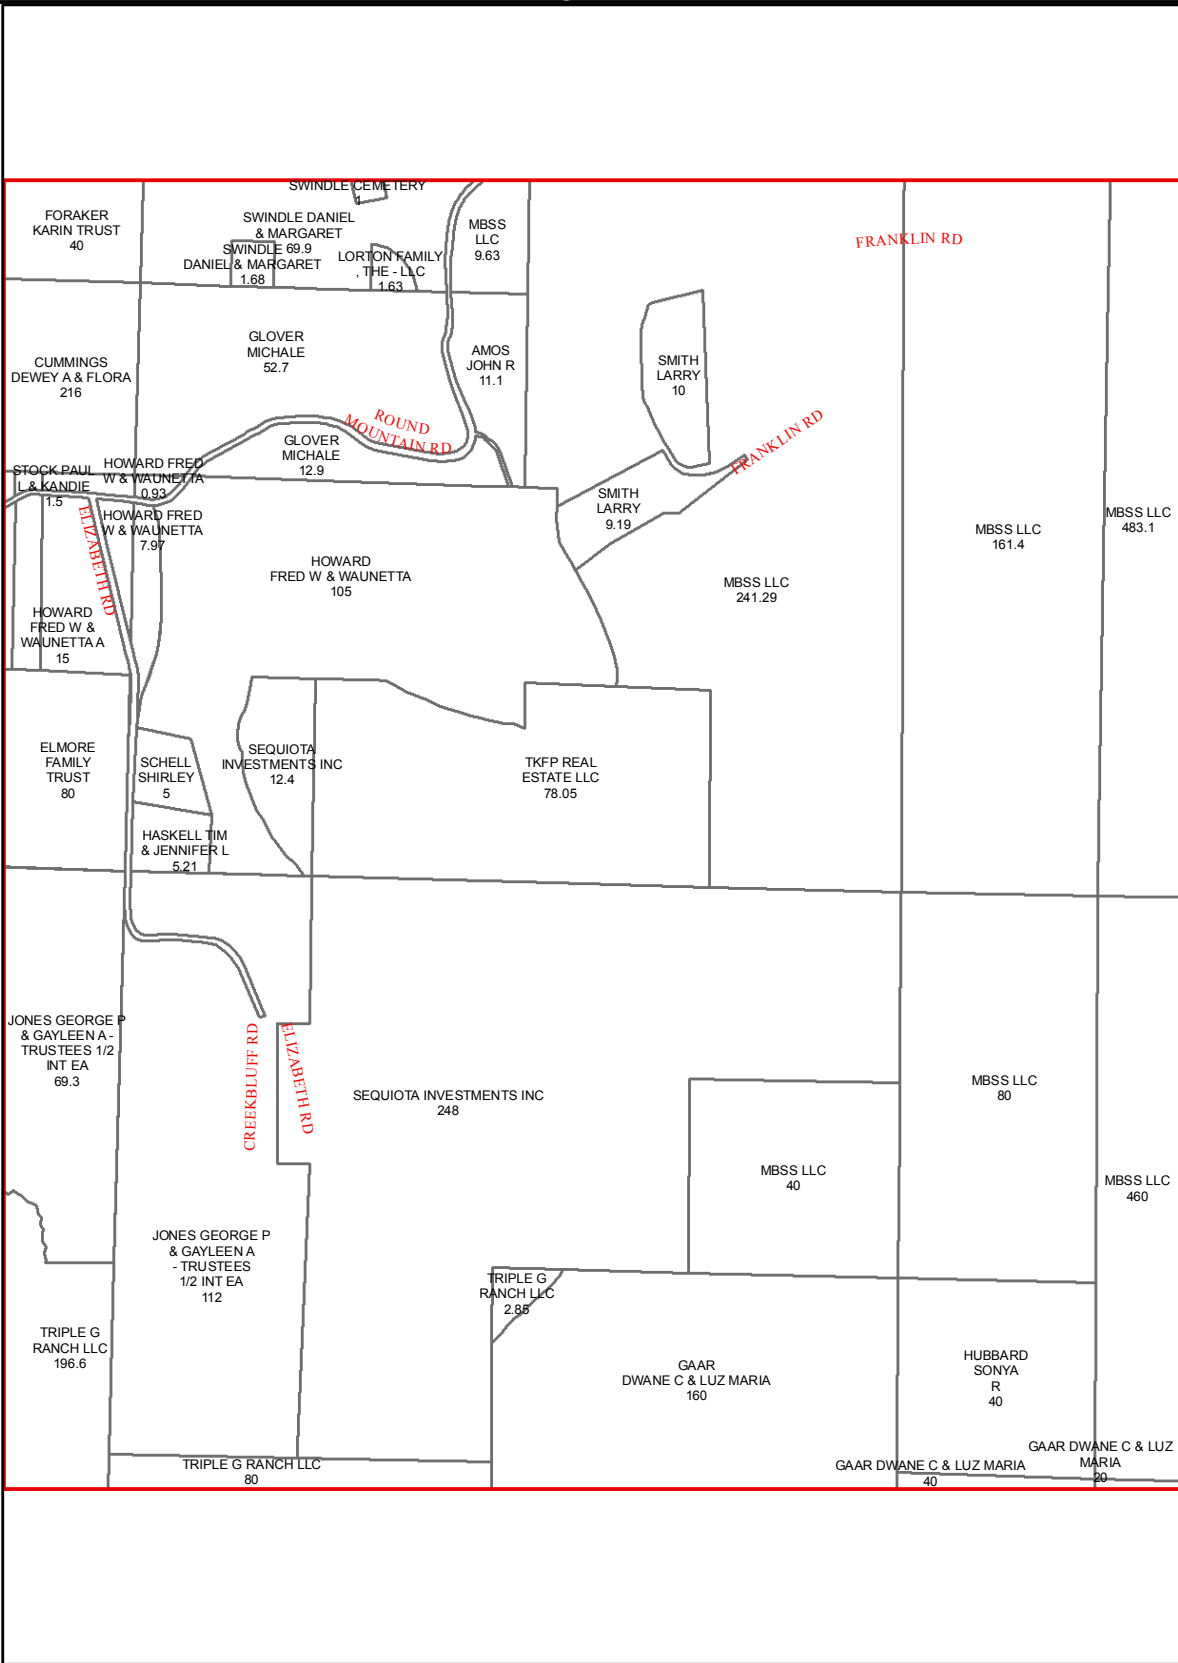 SWINDLE CEMETERY
1
FORAKER
KARIN TRUST
40
SWINDLE DANIEL
& MARGARET
69.9
SWINDLE
DANIEL & MARGARET
1.68
LORTON FAMILY
, THE - LLC
1.63
MBSS
LLC
9.63
FRANKLIN RD
CUMMINGS
DEWEY A & FLORA
216
GLOVER
MICHALE
52.7
AMOS
JOHN R
11.1
SMITH
LARRY
10
ROUND
MOUNTAIN RD
FRANKLIN RD
GLOVER
MICHALE
12.9
STOCK PAUL
L & KANDIE
1.5
HOWARD FRED
W & WAUNETTA
0.93
HOWARD FRED
W & WAUNETTA
7.97
ELIZABETH RD
SMITH
LARRY
9.19
MBSS LLC
161.4
MBSS LLC
483.1
HOWARD
FRED W & WAUNETTA
105
MBSS LLC
241.29
HOWARD
FRED W &
WAUNETTA A
15
ELMORE
FAMILY
TRUST
80
SCHELL
SHIRLEY
5
SEQUIOTA
INVESTMENTS INC
12.4
TKFP REAL
ESTATE LLC
78.05
HASKELL TIM
& JENNIFER L
5.21
JONES GEORGE P
& GAYLEEN A -
TRUSTEES 1/2
INT EA
69.3
CREEKBLUFF RD
ELIZABETH RD
SEQUIOTA INVESTMENTS INC
248
MBSS LLC
80
MBSS LLC
40
MBSS LLC
460
JONES GEORGE P
& GAYLEEN A
- TRUSTEES
1/2 INT EA
112
TRIPLE G
RANCH LLC
2.85
TRIPLE G
RANCH LLC
196.6
GAAR
DWANE C & LUZ MARIA
160
HUBBARD
SONYA
R
40
TRIPLE G RANCH LLC
80
GAAR DWANE C & LUZ MARIA
40
GAAR DWANE C & LUZ
MARIA
20